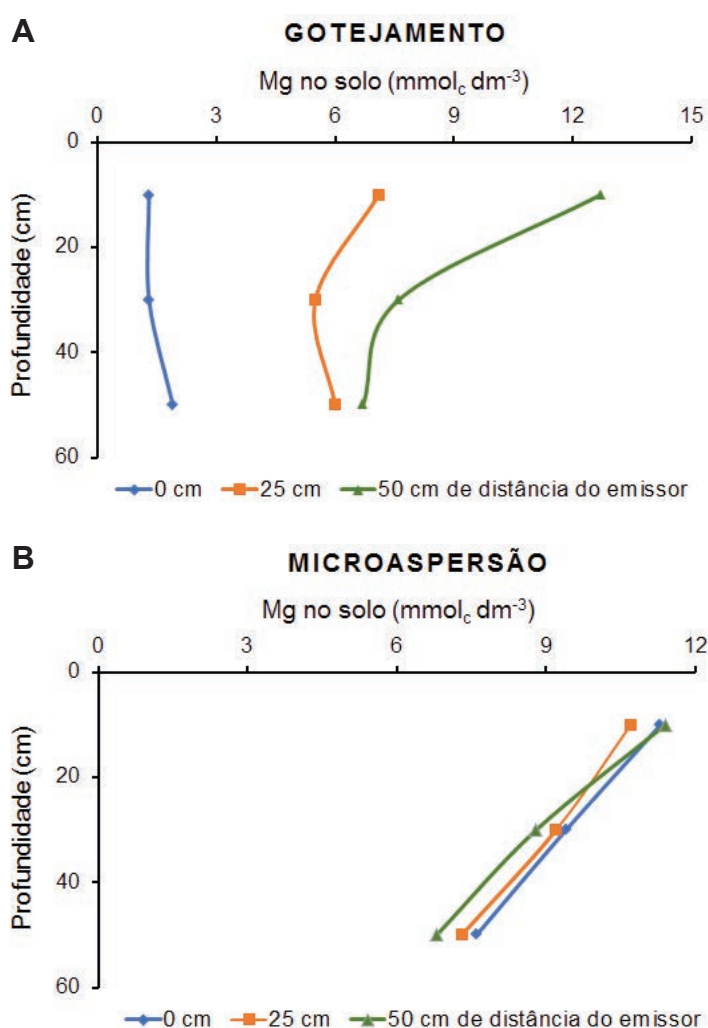 A
GOTEJAMENTO
Mg no solo (mmolc dm-3)
0 3 6 9 12 15
0
20
40
60
Profundidade (cm)
0 cm 25 cm 50 cm de distância do emissor
B
MICROASPERSÃO
Mg no solo (mmolc dm-3)
0 3 6 9 12
0
20
40
60
Profundidade (cm)
0 cm 25 cm 50 cm de distância do emissor